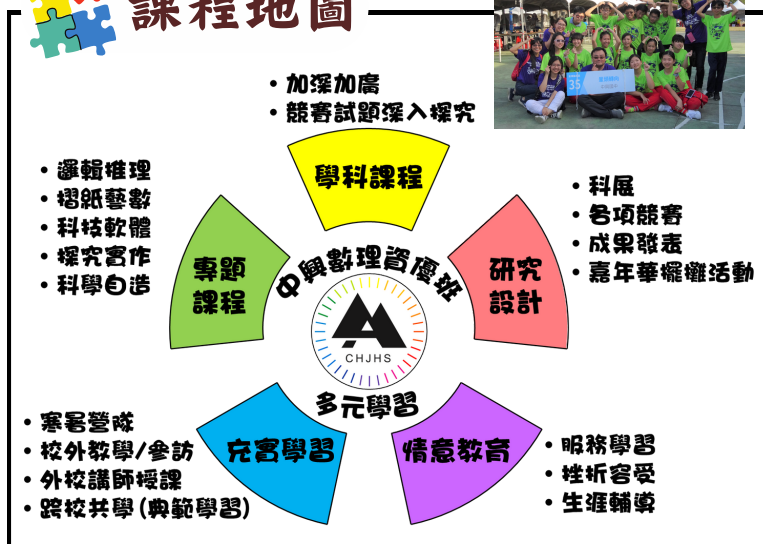 課程地圖
35
• 加深加廣
• 競賽試題深入探究
學科課程
• 邏輯推理
• 摺紙藝數
• 科技軟體
• 探究實作
• 科學自造
專題
課程
• 科展
• 各項競賽
• 成果發表
• 嘉年華擺攤活動
研究
設計
中興數理資優班
CHJHS
多元學習
• 寒暑營隊
• 校外教學/參訪
• 外校講師授課
• 跨校共學(典範學習)
充實學習
情意教育
• 服務學習
• 挫折容受
• 生涯輔導